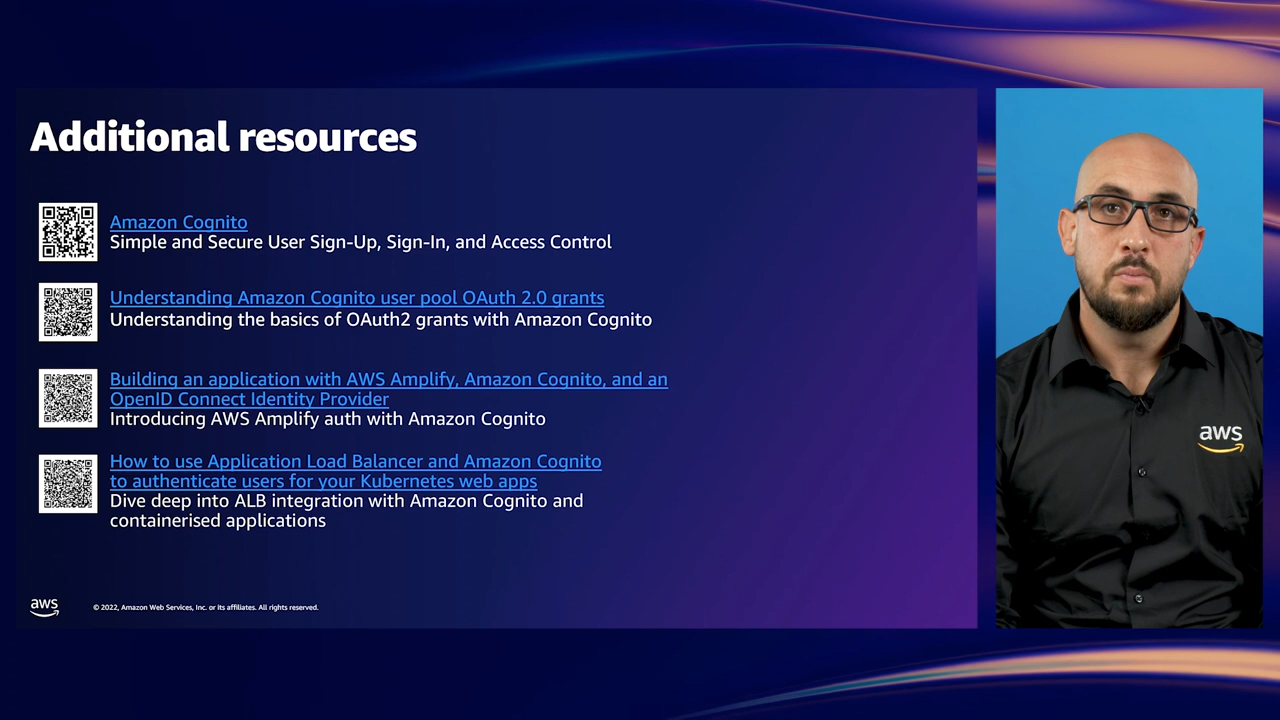 Additional resources
Amazon Cognito
Simple and Secure User Sign-Up, Sign-In, and Access Control
Understanding Amazon Cognito user pool OAuth 2.0 grants
Understanding the basics of OAuth2 grants with Amazon Cognito
Building an application with AWS Amplify, Amazon Cognito, and an
OpenID Connect Identity Provider
Introducing AWS Amplify auth with Amazon Cognito
How to use Application Load Balancer and Amazon Cognito
to authenticate users for your Kubernetes web apps
Dive deep into ALB integration with Amazon Cognito and
containerised applications
aws
© 2022, Amazon Web Services, Inc. or its affiliates. All rights reserved.
aws